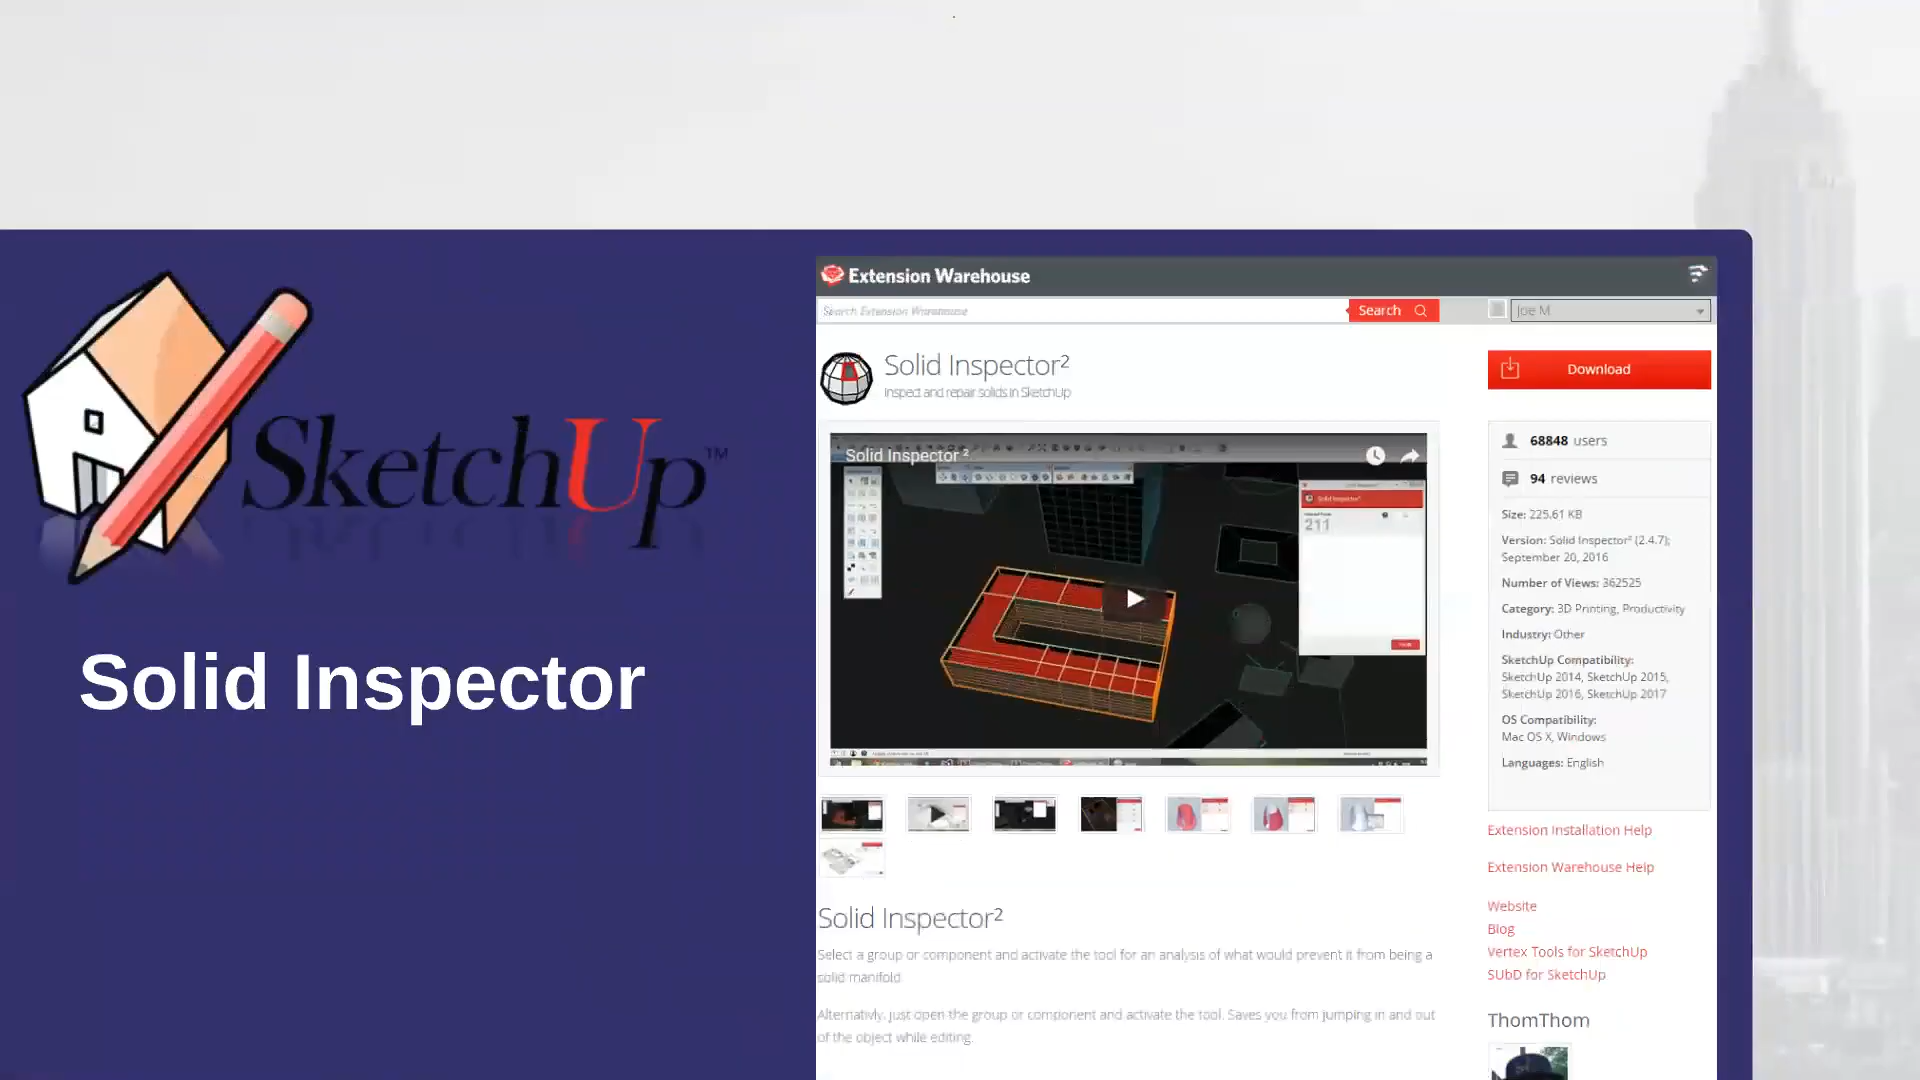 SketchUp™
Solid Inspector
Extension Warehouse
Search Extension Warehouse
Search
Joe M
Solid Inspector²
Inspect and repair solids in SketchUp
Download
Solid Inspector ²
Solid Inspector²
211
68848 users
94 reviews
Size: 225.61 KB
Version: Solid Inspector² (2.4.7);
September 20, 2016
Number of Views: 362525
Category: 3D Printing, Productivity
Industry: Other
SketchUp Compatibility:
SketchUp 2014, SketchUp 2015,
SketchUp 2016, SketchUp 2017
OS Compatibility:
Mac OS X, Windows
Languages: English
Extension Installation Help
Extension Warehouse Help
Website
Blog
Vertex Tools for SketchUp
SUbD for SketchUp
ThomThom
Solid Inspector²
Select a group or component and activate the tool for an analysis of what would prevent it from being a
solid manifold
Alternativly, just open the group or component and activate the tool. Saves you from jumping in and out
of the object while editing.